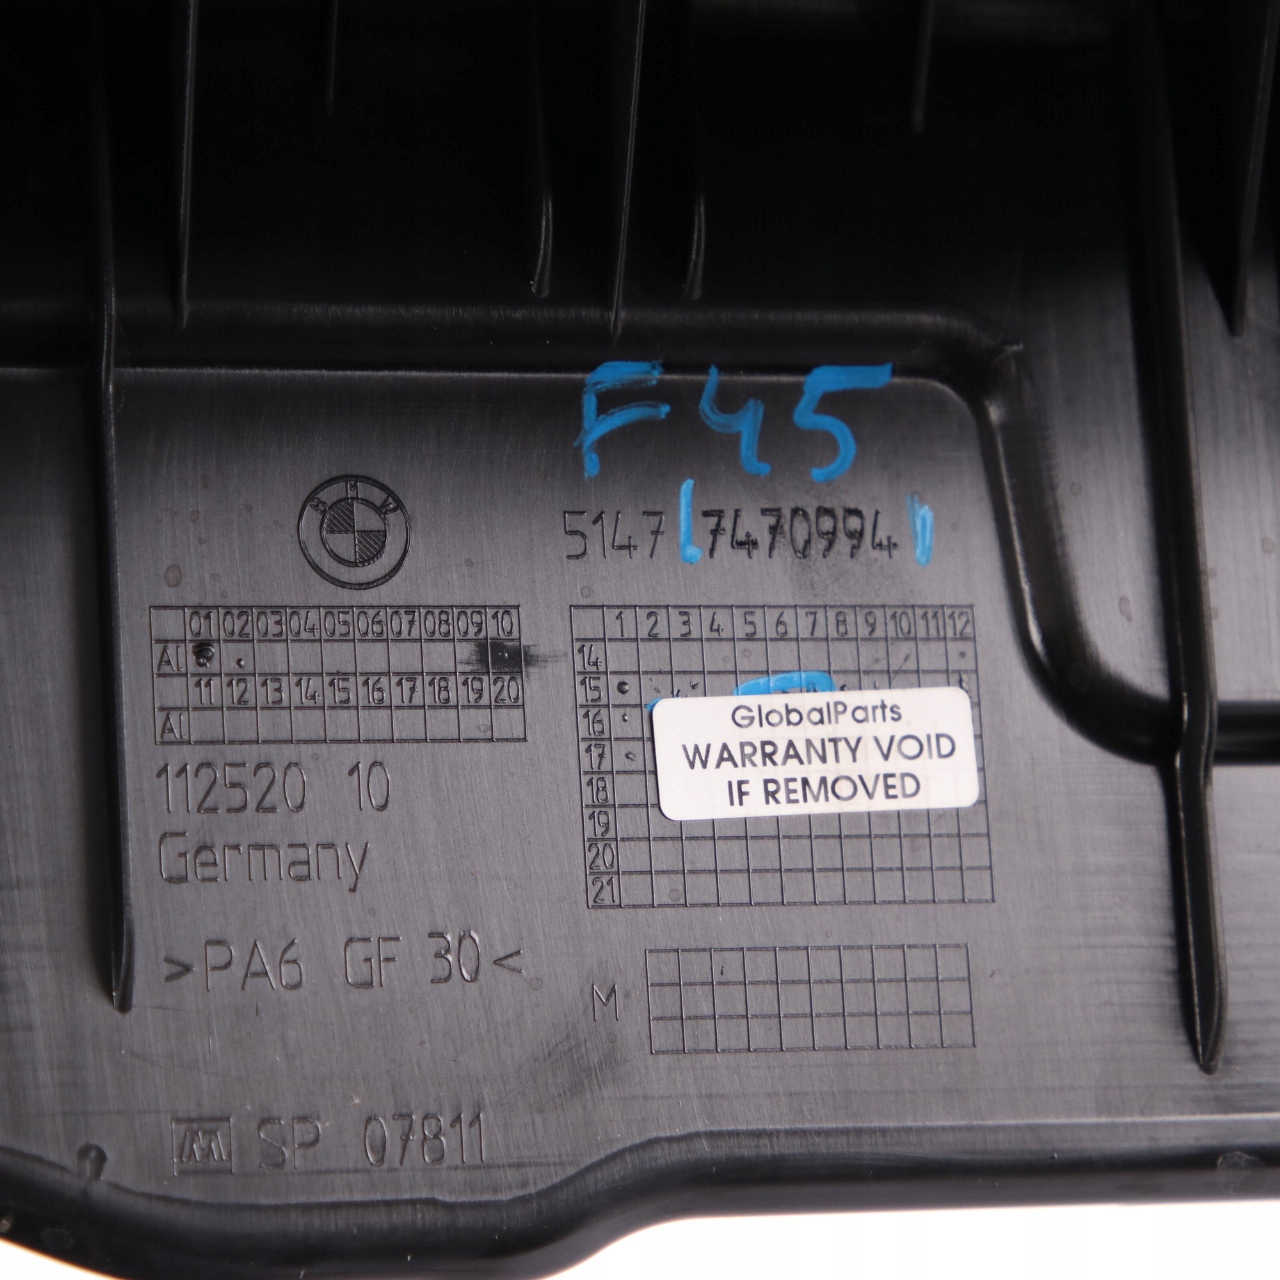 F45
BMW
5147 7470994
01 02 03 04 05 06 07 08 09 10
AI
11 12 13 14 15 16 17 18 19 20
AI
112520 10
Germany
>PA6 GF 30<
SP 07811
1 2 3 4 5 6 7 8 9 10 11 12
14
15
16
17
18
19
20
21
GlobalParts
WARRANTY VOID
IF REMOVED
M